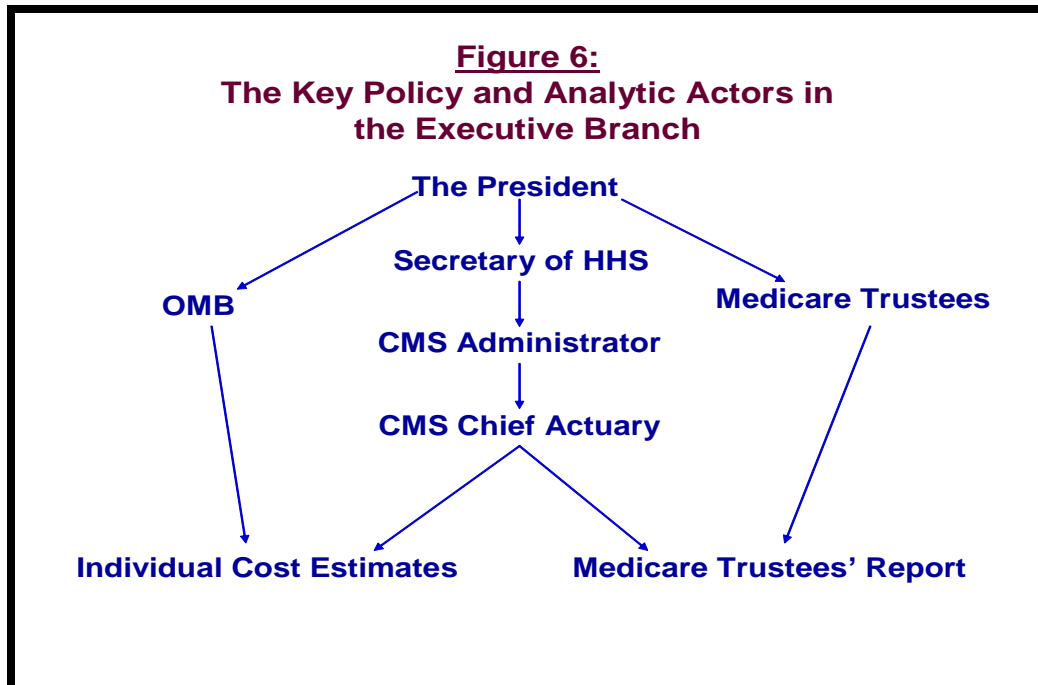 Figure 6:
The Key Policy and Analytic Actors in
the Executive Branch
The President
Secretary of HHS
OMB
Medicare Trustees
CMS Administrator
CMS Chief Actuary
Individual Cost Estimates
Medicare Trustees’ Report